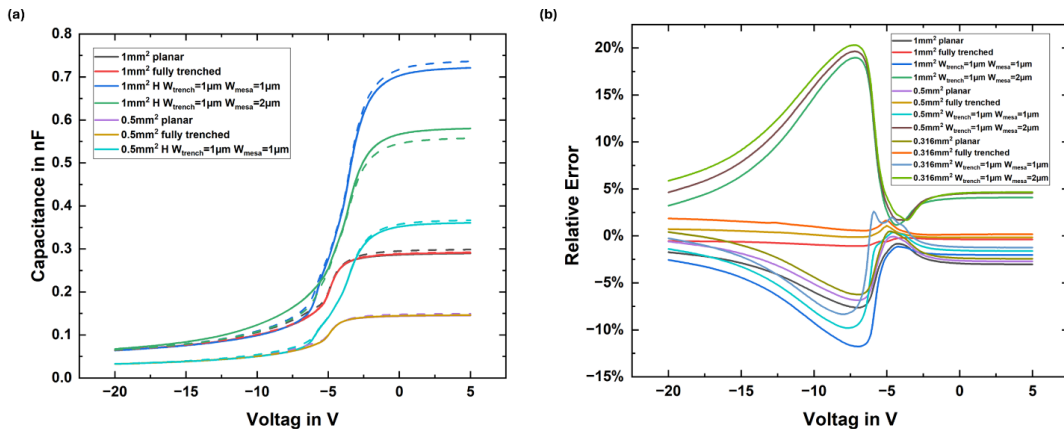 (a)
0.8
0.7
0.6
0.5
0.4
0.3
0.2
0.1
0.0
Capacitance in nF
1mm² planar
1mm² fully trenched
1mm² H Wtrench=1µm Wmesa=1µm
1mm² H Wtrench=1µm Wmesa=2µm
0.5mm² planar
0.5mm² fully trenched
0.5mm² H Wtrench=1µm Wmesa=1µm
−20 −15 −10 −5 0 5
Voltag in V
(b)
20%
15%
10%
5%
0%
−5%
−10%
−15%
Relative Error
1mm² planar
1mm² fully trenched
1mm² Wtrench=1µm Wmesa=1µm
1mm² Wtrench=1µm Wmesa=2µm
0.5mm² planar
0.5mm² fully trenched
0.5mm² Wtrench=1µm Wmesa=1µm
0.5mm² Wtrench=1µm Wmesa=2µm
0.316mm² planar
0.316mm² fully trenched
0.316mm² Wtrench=1µm Wmesa=1µm
0.316mm² Wtrench=1µm Wmesa=2µm
−20 −15 −10 −5 0 5
Voltag in V